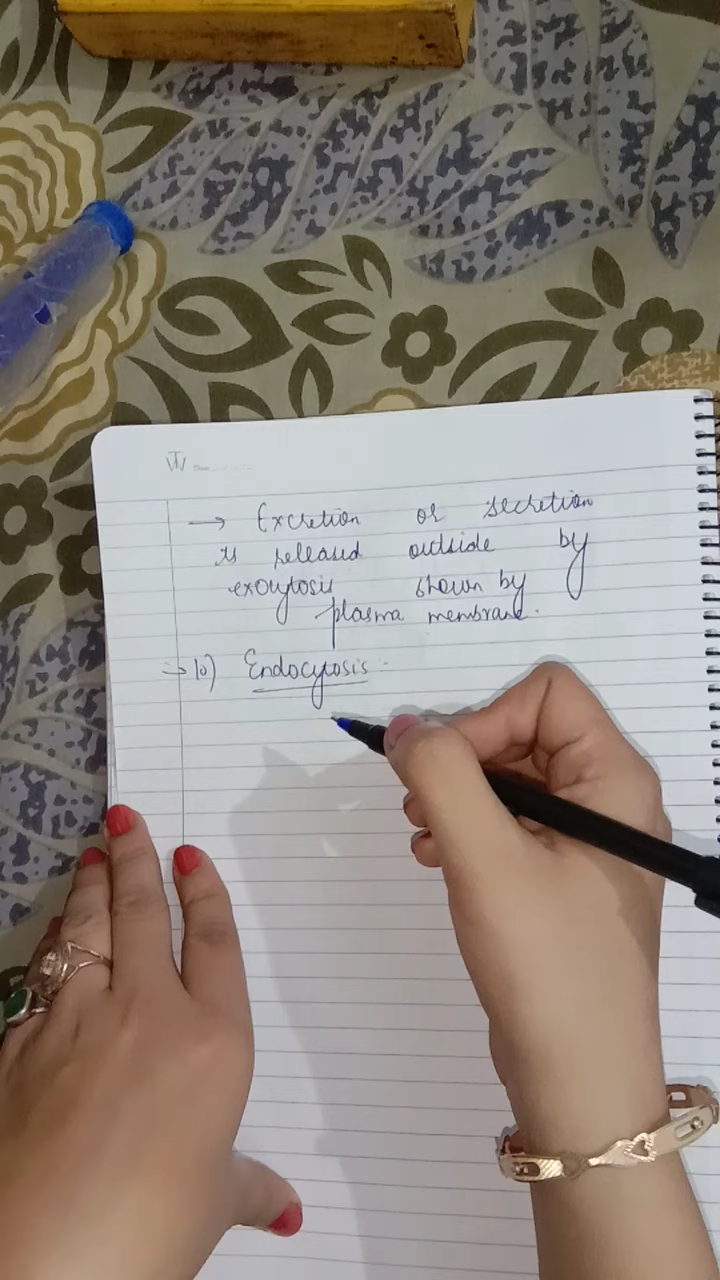 → Excretion or secretion
is released outside by
exocytosis shown by
plasma membrane.
→ 10) Endocytosis :-